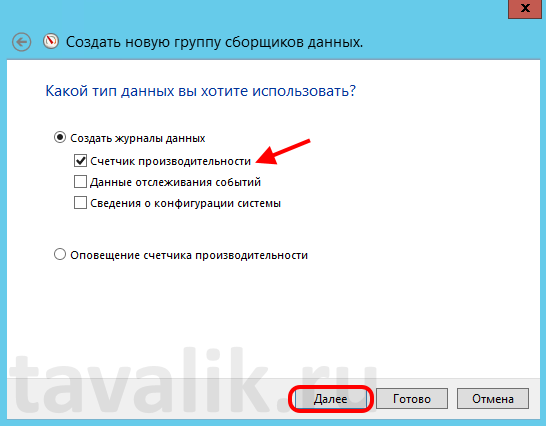 x
Создать новую группу сборщиков данных.
Какой тип данных вы хотите использовать?
Создать журналы данных
Счетчик производительности
Данные отслеживания событий
Сведения о конфигурации системы
Оповещение счетчика производительности
tavalik.ru
Далее Готово Отмена